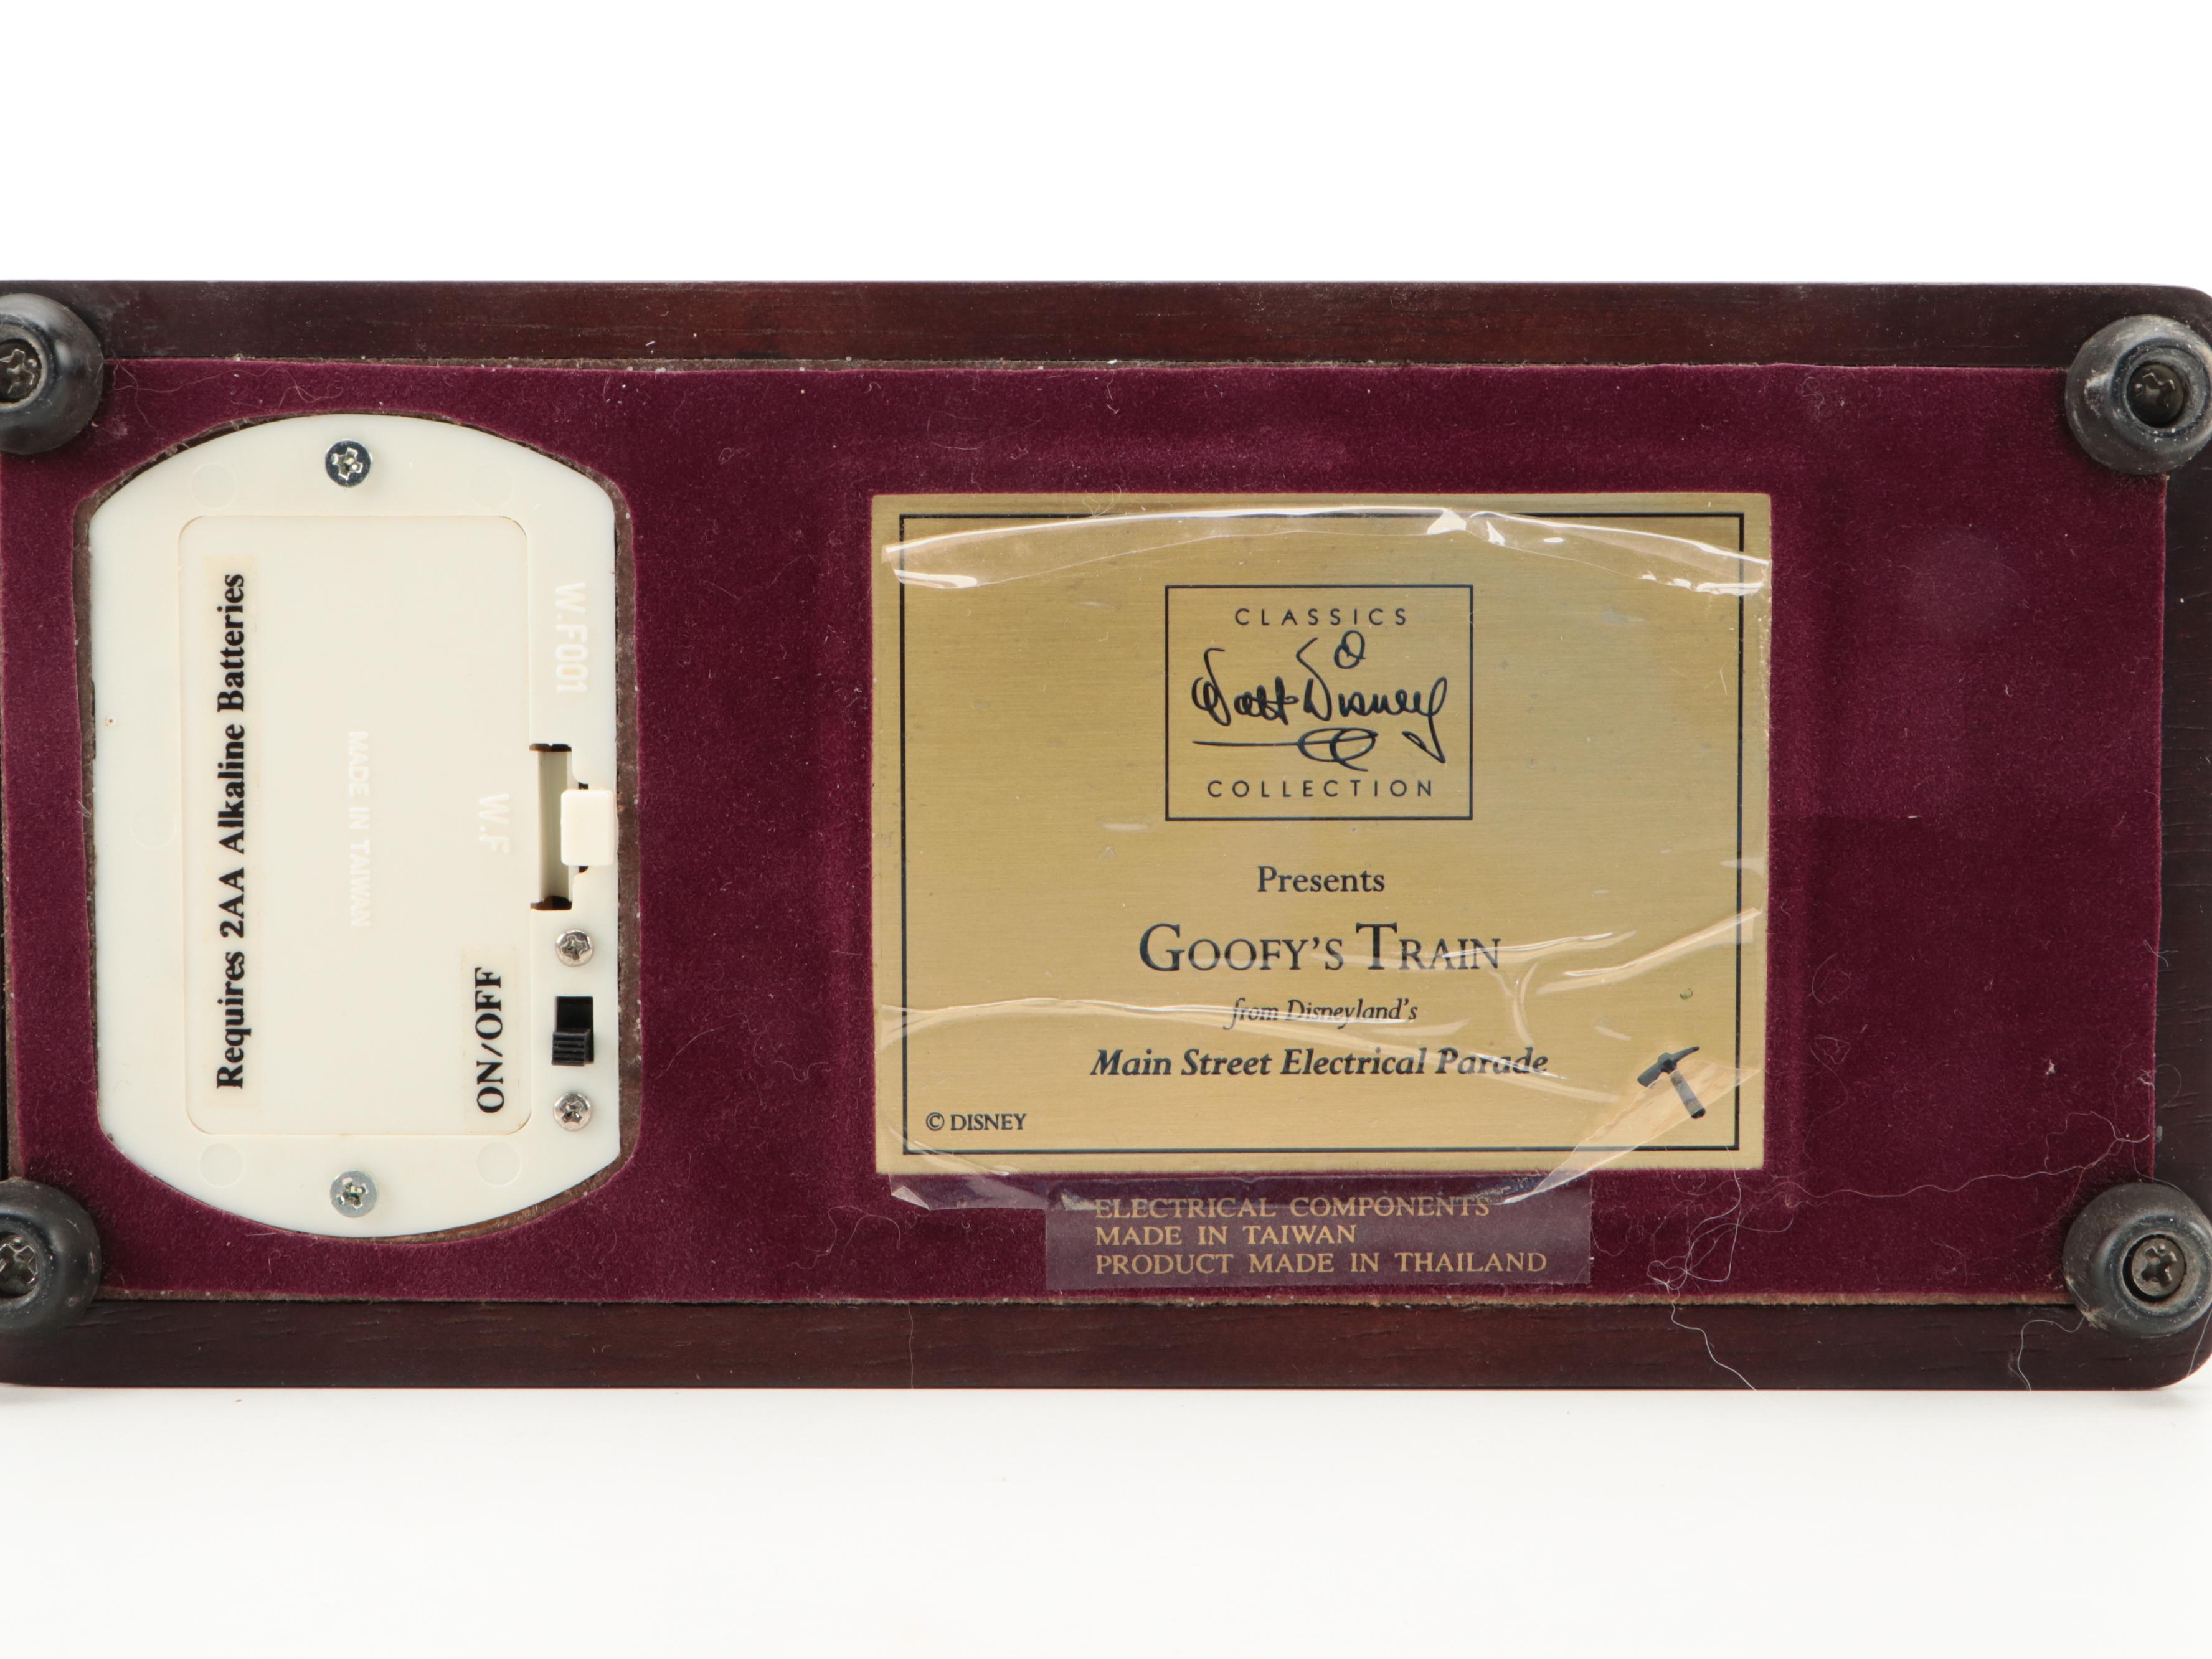 Requires 2AA Alkaline Batteries
MADE IN TAIWAN
W.F
ON/OFF
W.F001
CLASSICS
Walt Disney
COLLECTION
Presents
GOOFY'S TRAIN
from Disneyland's
Main Street Electrical Parade
© DISNEY
ELECTRICAL COMPONENTS
MADE IN TAIWAN
PRODUCT MADE IN THAILAND